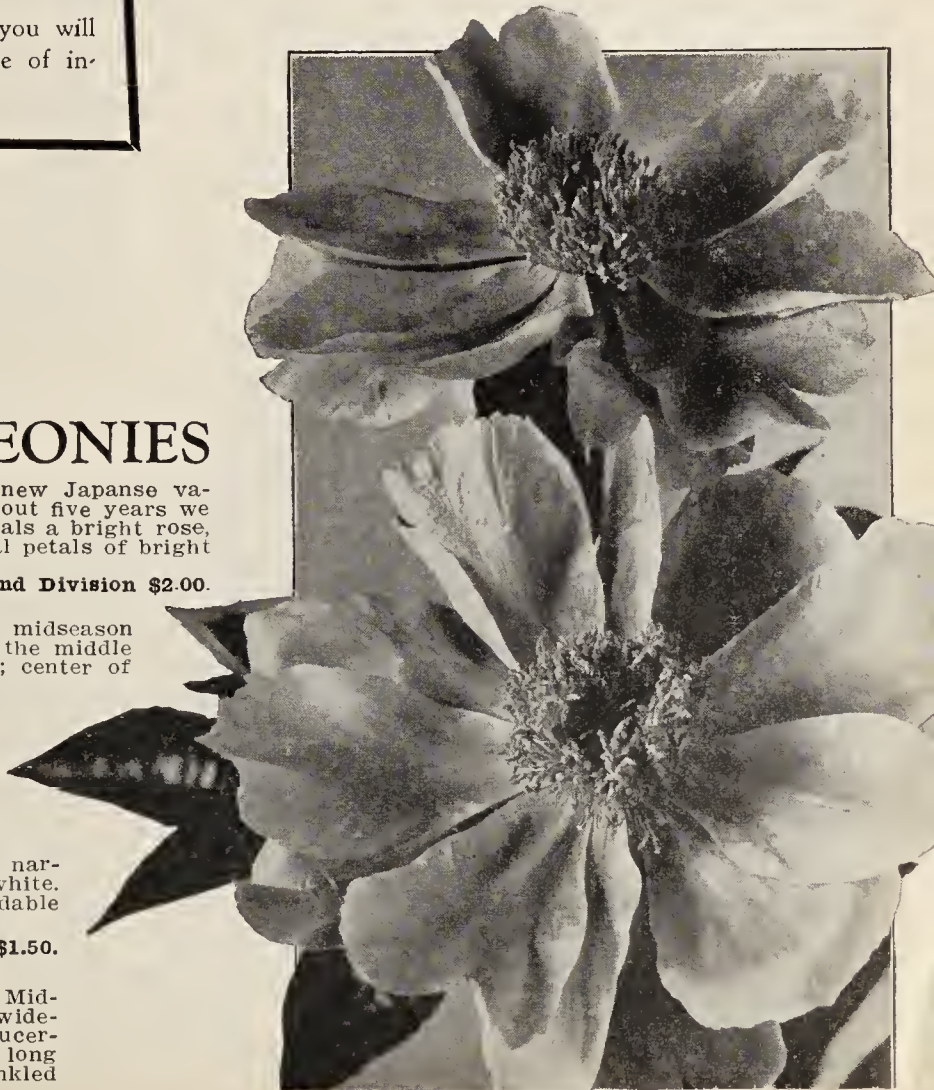 you will
e of in-
EONIES
new Japanse va-
out five years we
als a bright rose,
l petals of bright
nd Division $2.00.
midseason
the middle
; center of
nar-
white.
dable
$1.50.
Mid-
wide-
ucer-
long
nkled